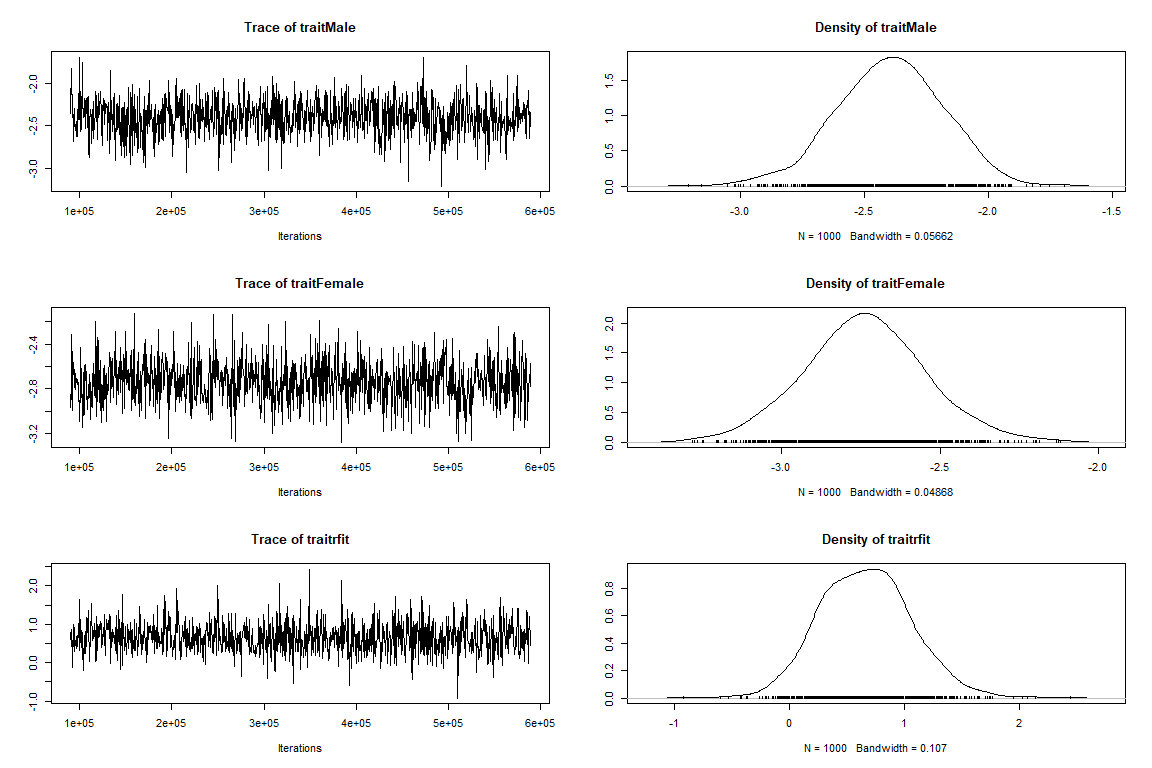 Trace of traitMale
-2.0
-2.5
-3.0
1e+05 2e+05 3e+05 4e+05 5e+05 6e+05
Iterations
Density of traitMale
1.5
1.0
0.5
0.0
-3.0 -2.5 -2.0 -1.5
N = 1000 Bandwidth = 0.05662
Trace of traitFemale
-2.4
-2.8
-3.2
1e+05 2e+05 3e+05 4e+05 5e+05 6e+05
Iterations
Density of traitFemale
2.0
1.5
1.0
0.5
0.0
-3.0 -2.5 -2.0
N = 1000 Bandwidth = 0.04868
Trace of traitrfit
2.0
1.0
0.0
-1.0
1e+05 2e+05 3e+05 4e+05 5e+05 6e+05
Iterations
Density of traitrfit
0.8
0.6
0.4
0.2
0.0
-1 0 1 2
N = 1000 Bandwidth = 0.107